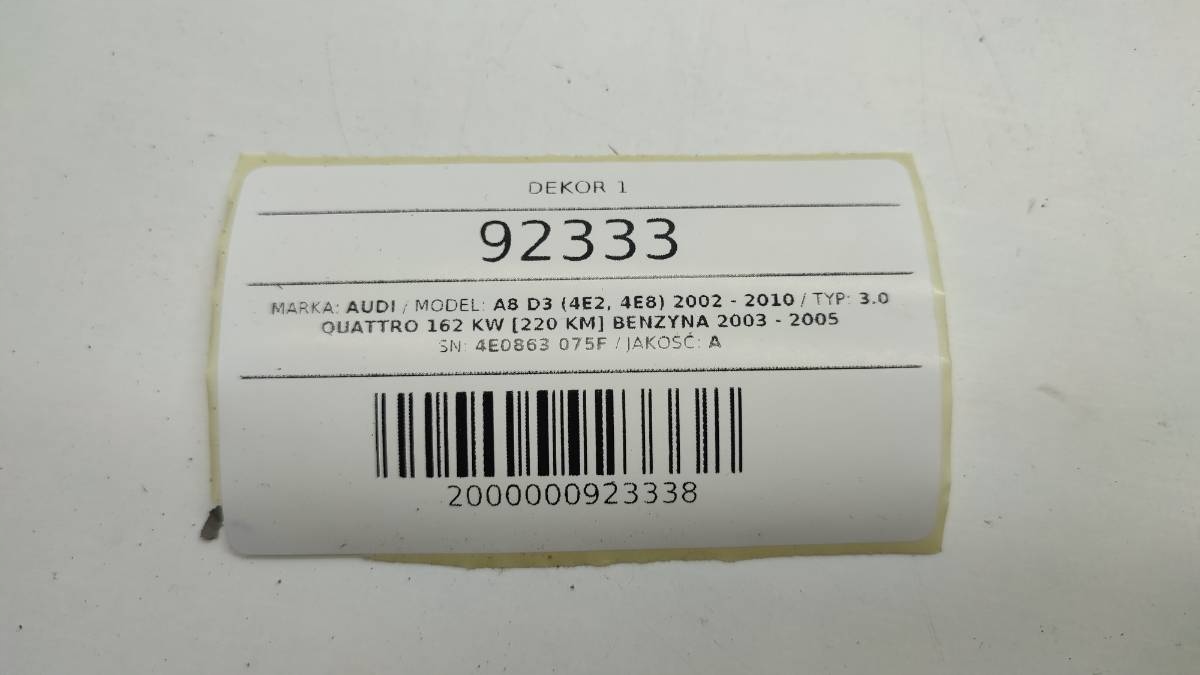 DEKOR 1
92333
MARKA: AUDI / MODEL: A8 D3 (4E2, 4E8) 2002 - 2010 / TYP: 3.0
QUATTRO 162 KW [220 KM] BENZYNA 2003 - 2005
SN: 4E0863 075F / JAKOŚĆ: A
2000000923338